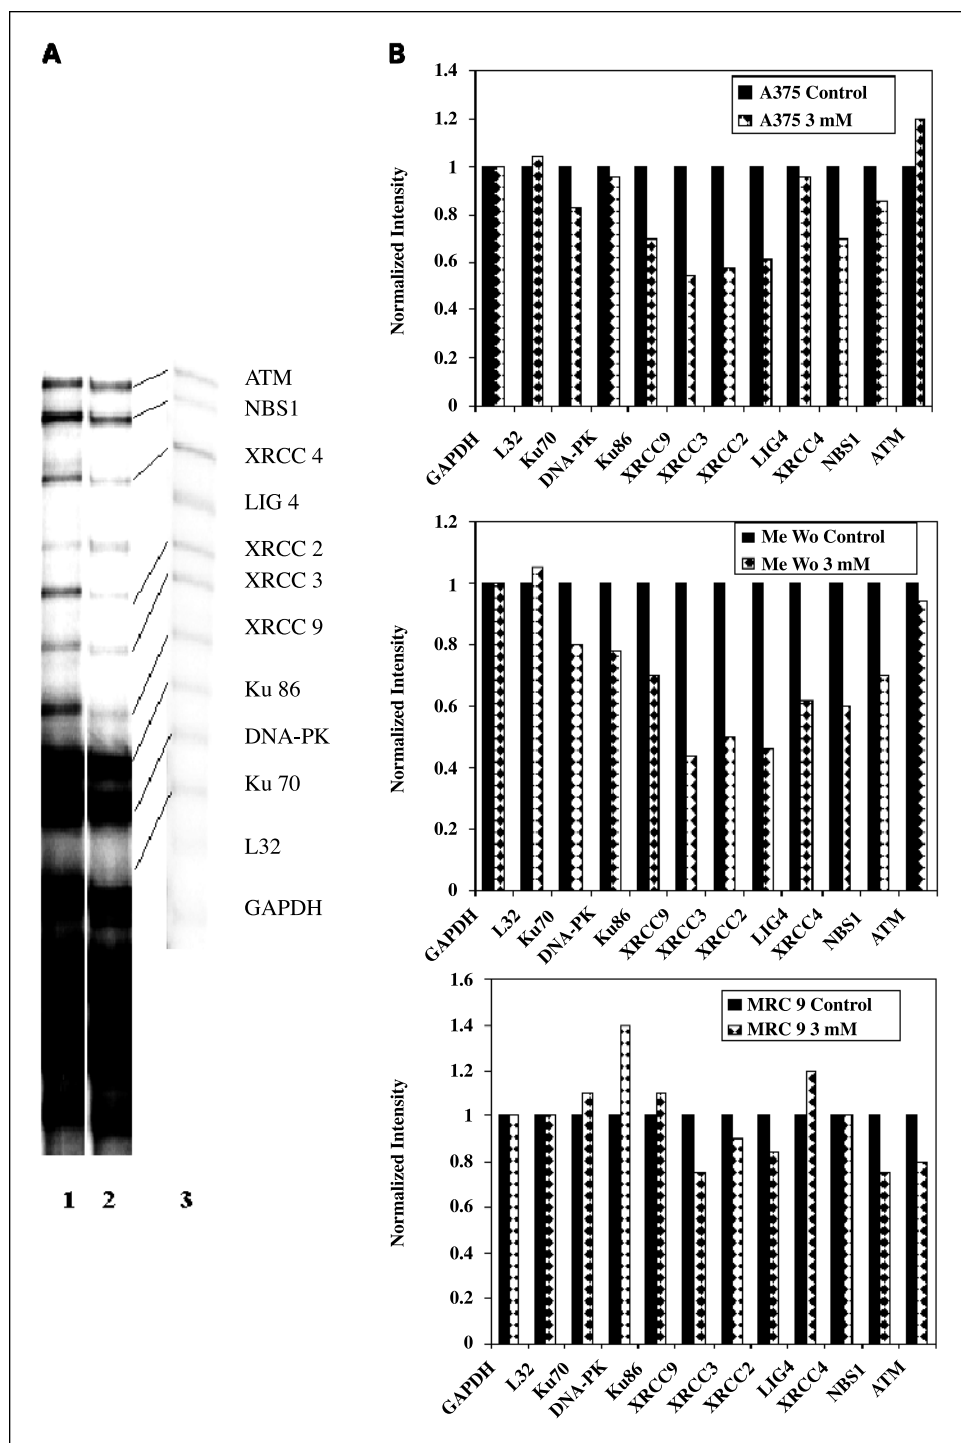 A
ATM
NBS1
XRCC 4
LIG 4
XRCC 2
XRCC 3
XRCC 9
Ku 86
DNA-PK
Ku 70
L32
GAPDH
1 2 3
B
Normalized Intensity
1.4
1.2
1
0.8
0.6
0.4
0.2
0
A375 Control
A375 3 mM
GAPDH L32 Ku70 DNA-PK Ku86 XRCC9 XRCC3 XRCC2 LIG4 XRCC4 NBS1 ATM
Normalized Intensity
1.2
1
0.8
0.6
0.4
0.2
0
Me Wo Control
Me Wo 3 mM
GAPDH L32 Ku70 DNA-PK Ku86 XRCC9 XRCC3 XRCC2 LIG4 XRCC4 NBS1 ATM
Normalized Intensity
1.6
1.4
1.2
1
0.8
0.6
0.4
0.2
0
MRC 9 Control
MRC 9 3 mM
GAPDH L32 Ku70 DNA-PK Ku86 XRCC9 XRCC3 XRCC2 LIG4 XRCC4 NBS1 ATM